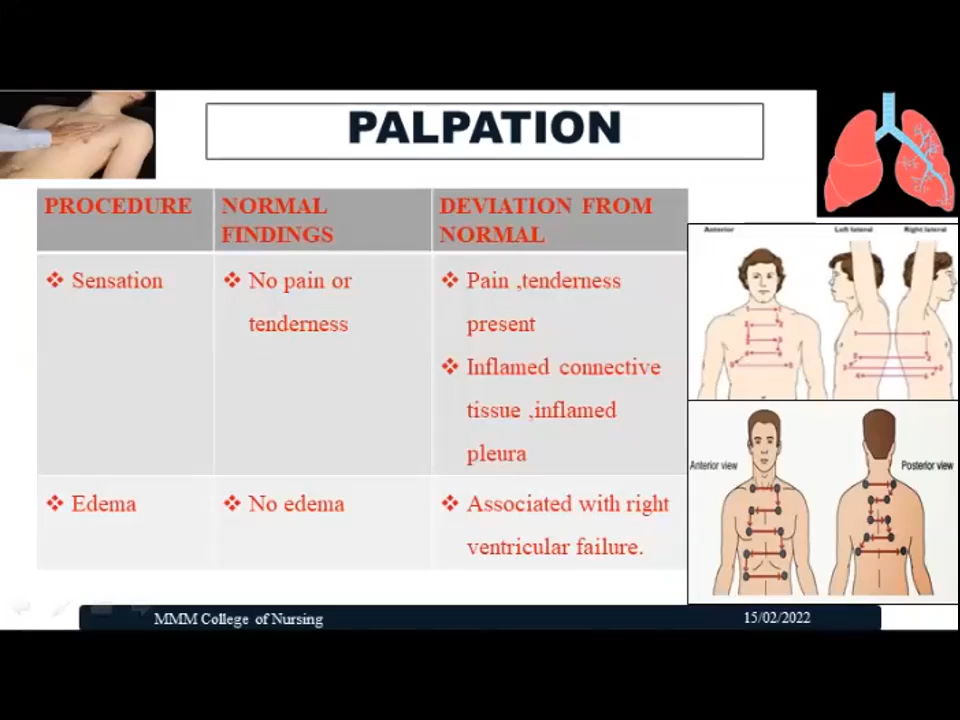 PALPATION
PROCEDURE
NORMAL
FINDINGS
DEVIATION FROM
NORMAL
❖ Sensation
❖ No pain or
tenderness
❖ Pain ,tenderness
present
❖ Inflamed connective
tissue ,inflamed
pleura
❖ Edema
❖ No edema
❖ Associated with right
ventricular failure.
Anterior
Left lateral
Right lateral
Anterior view
Posterior view
MMM College of Nursing
15/02/2022